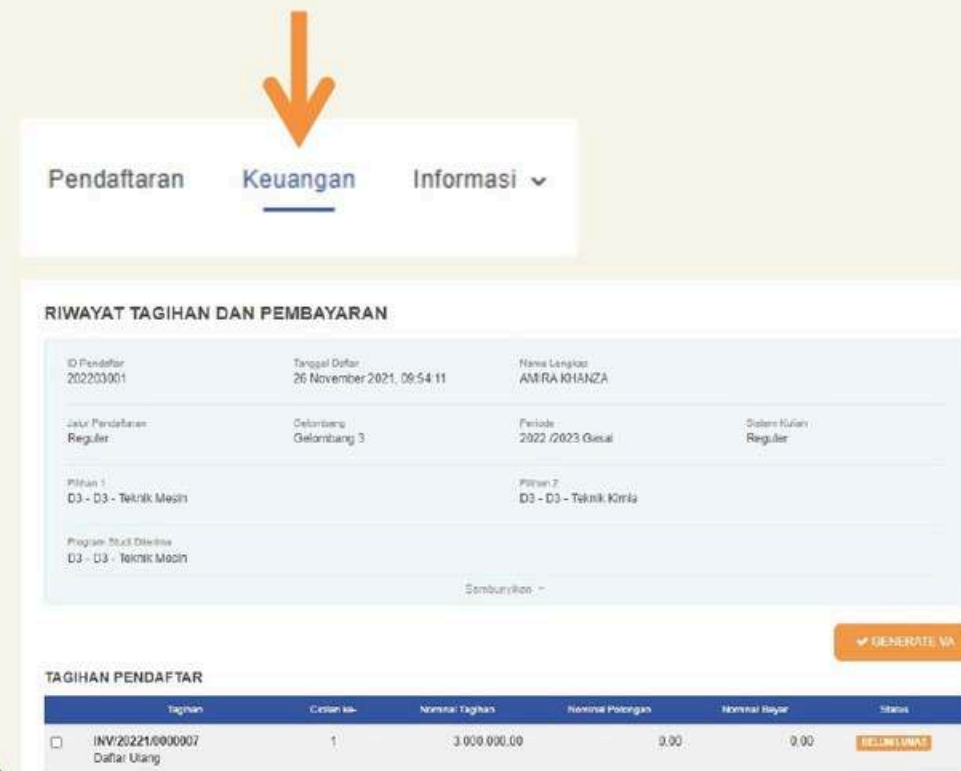 Pendaftaran Keuangan Informasi
RIWAYAT TAGIHAN DAN PEMBAYARAN
ID Pendaftar Tanggal Daftar Nama Lengkap
202203001 26 November 2021, 09:54:11 AMIRA KHANZA
Jalur Pendaftaran Gelombang Periode Sistem Kuliah
Reguler Gelombang 3 2022 /2023 Gasal Reguler
Pilihan 1 Pilihan 2
D3 - D3 - Teknik Mesin D3 - D3 - Teknik Kimia
Program Studi Diterima
D3 - D3 - Teknik Mesin
Sembunyikan
GENERATE VA
TAGIHAN PENDAFTAR
Tagihan Cicilan ke- Nominal Tagihan Nominal Potongan Nominal Bayar Status
INV/20221/0000007 1 3.000.000,00 0,00 0,00 BELUM LUNAS
Daftar Ulang